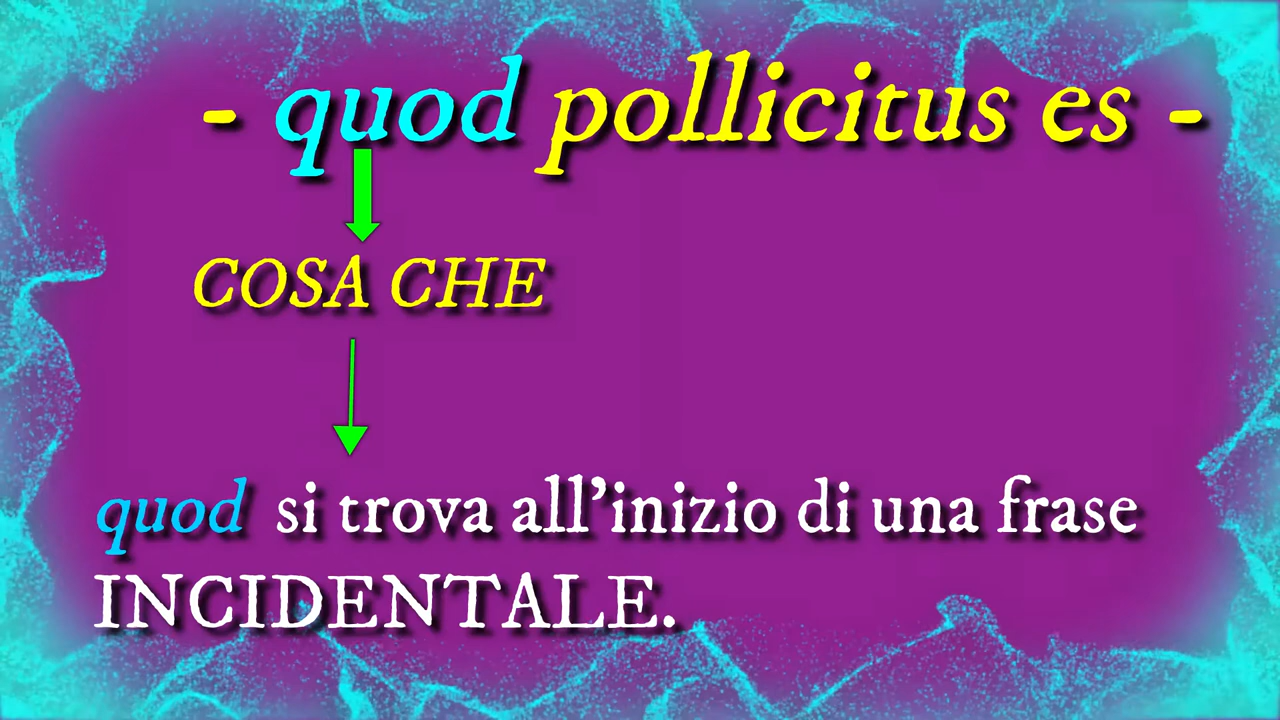 - quod pollicitus es -
COSA CHE
quod si trova all'inizio di una frase
INCIDENTALE.